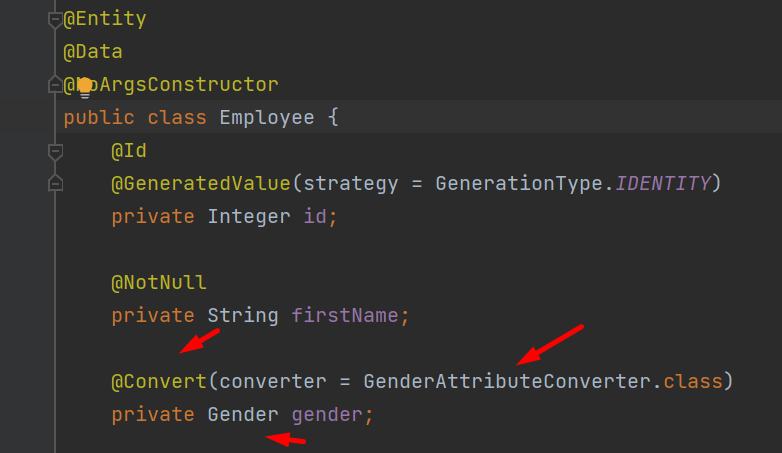 @Entity
@Data
@NoArgsConstructor
public class Employee {
@Id
@GeneratedValue(strategy = GenerationType.IDENTITY)
private Integer id;
@NotNull
private String firstName;
@Convert(converter = GenderAttributeConverter.class)
private Gender gender;